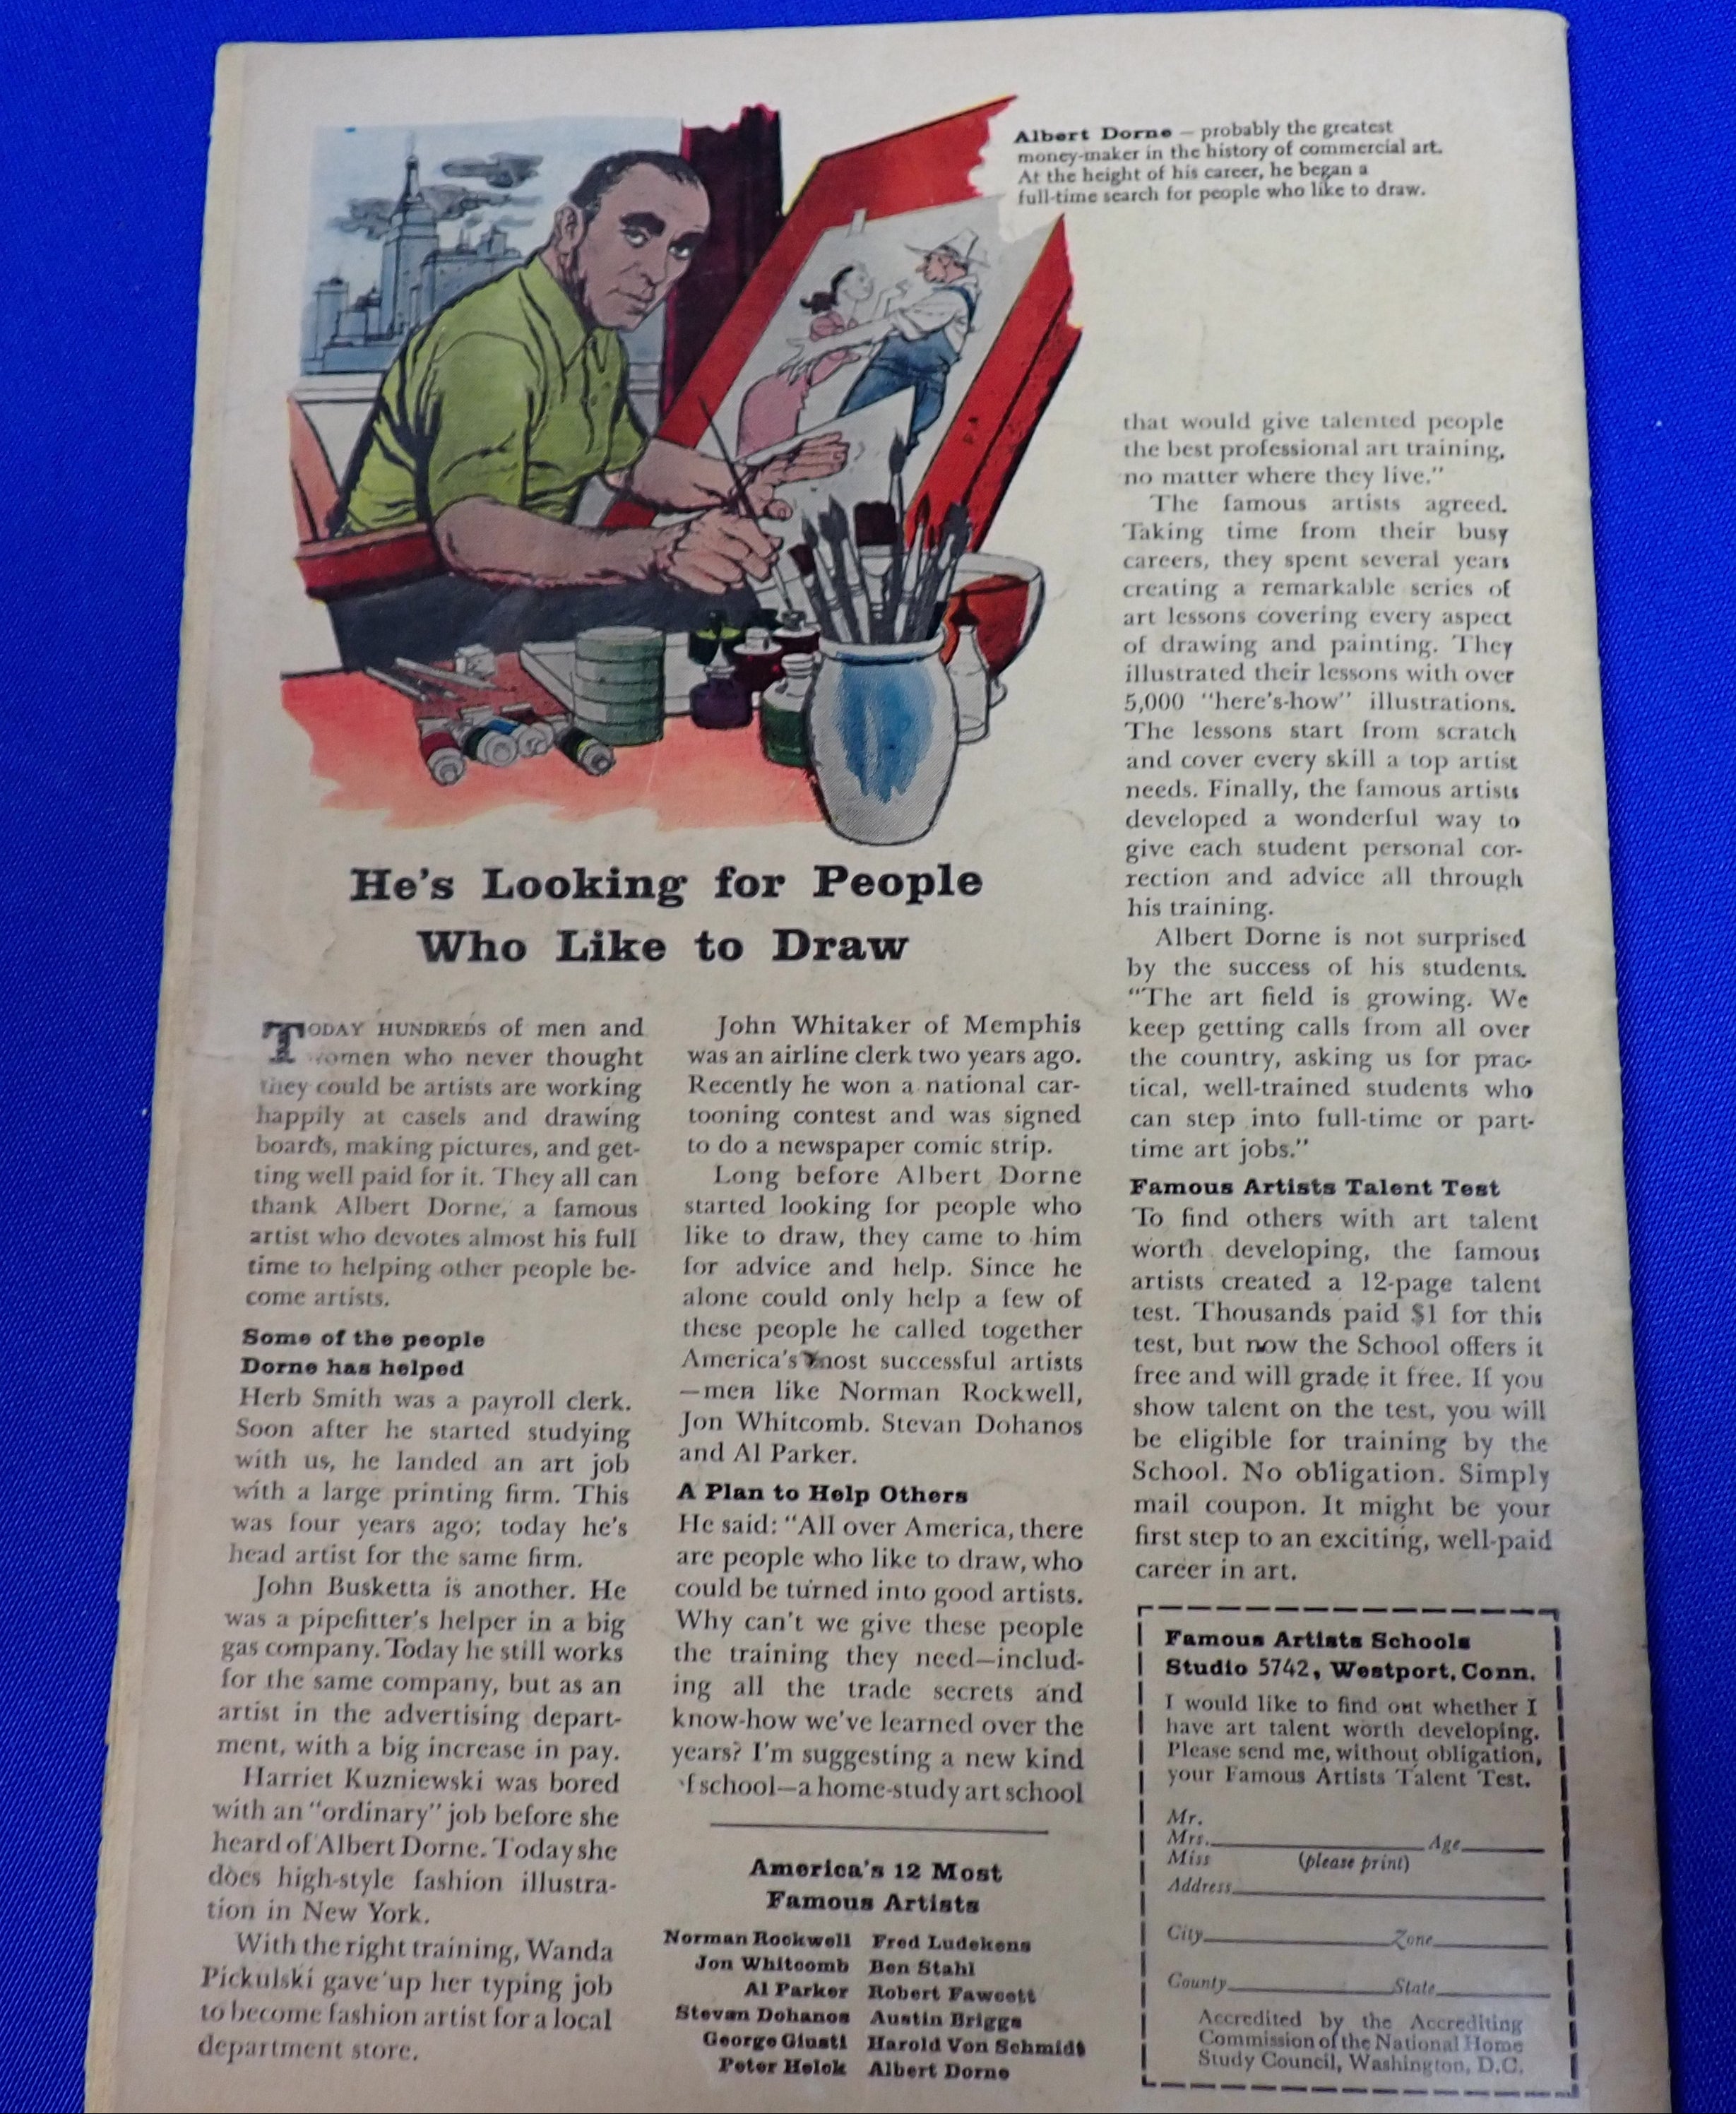 Albert Dorne — probably the greatest
money-maker in the history of commercial art.
At the height of his career, he began a
full-time search for people who like to draw.
He's Looking for People
Who Like to Draw
TODAY HUNDREDS of men and
women who never thought
they could be artists are working
happily at easels and drawing
boards, making pictures, and get-
ting well paid for it. They all can
thank Albert Dorne, a famous
artist who devotes almost his full
time to helping other people be-
come artists.
Some of the people
Dorne has helped
Herb Smith was a payroll clerk.
Soon after he started studying
with us, he landed an art job
with a large printing firm. This
was four years ago; today he's
head artist for the same firm.
John Busketta is another. He
was a pipefitter's helper in a big
gas company. Today he still works
for the same company, but as an
artist in the advertising depart-
ment, with a big increase in pay.
Harriet Kuzniewski was bored
with an "ordinary" job before she
heard of Albert Dorne. Today she
does high-style fashion illustra-
tion in New York.
With the right training, Wanda
Pickulski gave up her typing job
to become fashion artist for a local
department store.
John Whitaker of Memphis
was an airline clerk two years ago.
Recently he won a national car-
tooning contest and was signed
to do a newspaper comic strip.
Long before Albert Dorne
started looking for people who
like to draw, they came to him
for advice and help. Since he
alone could only help a few of
these people he called together
America's most successful artists
—men like Norman Rockwell,
Jon Whitcomb. Stevan Dohanos
and Al Parker.
A Plan to Help Others
He said: "All over America, there
are people who like to draw, who
could be turned into good artists.
Why can't we give these people
the training they need—includ-
ing all the trade secrets and
know-how we've learned over the
years? I'm suggesting a new kind
of school—a home-study art school
America's 12 Most
Famous Artists
Norman Rockwell Fred Ludekens
Jon Whitcomb Ben Stahl
Al Parker Robert Fawcett
Stevan Dohanos Austin Briggs
George Giusti Harold Von Schmidt
Peter Helck Albert Dorne
that would give talented people
the best professional art training,
no matter where they live."
The famous artists agreed.
Taking time from their busy
careers, they spent several years
creating a remarkable series of
art lessons covering every aspect
of drawing and painting. They
illustrated their lessons with over
5,000 "here's-how" illustrations.
The lessons start from scratch
and cover every skill a top artist
needs. Finally, the famous artists
developed a wonderful way to
give each student personal cor-
rection and advice all through
his training.
Albert Dorne is not surprised
by the success of his students.
"The art field is growing. We
keep getting calls from all over
the country, asking us for prac-
tical, well-trained students who
can step into full-time or part-
time art jobs."
Famous Artists Talent Test
To find others with art talent
worth developing, the famous
artists created a 12-page talent
test. Thousands paid $1 for this
test, but now the School offers it
free and will grade it free. If you
show talent on the test, you will
be eligible for training by the
School. No obligation. Simply
mail coupon. It might be your
first step to an exciting, well-paid
career in art.
Famous Artists Schools
Studio 5742, Westport, Conn.
I would like to find out whether I
have art talent worth developing.
Please send me, without obligation,
your Famous Artists Talent Test.
Mr.
Mrs. Age
Miss (please print)
Address
City Zone
County State
Accredited by the Accrediting
Commission of the National Home
Study Council, Washington, D.C.